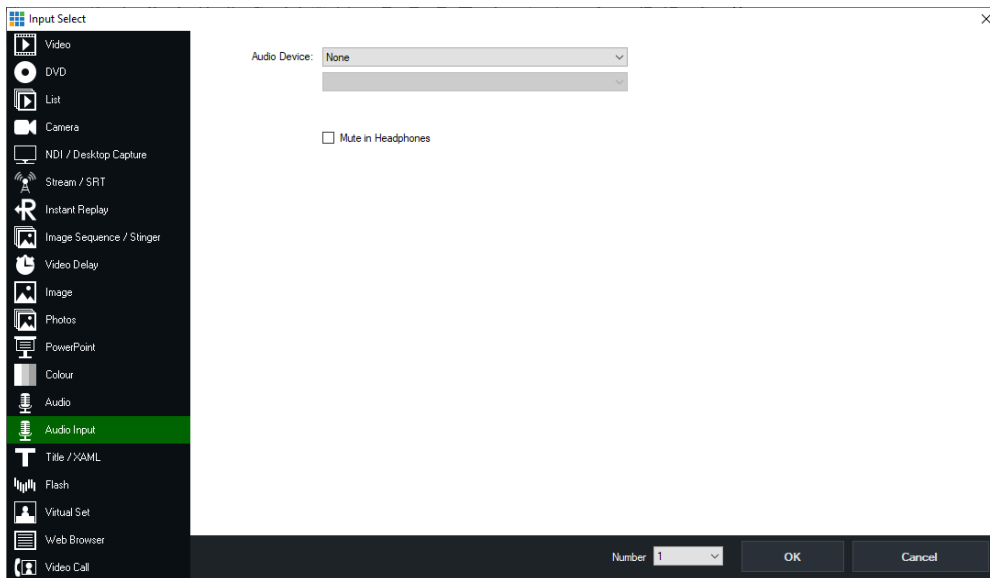 Input Select
Video
DVD
List
Camera
NDI / Desktop Capture
Stream / SRT
Instant Replay
Image Sequence / Stinger
Video Delay
Image
Photos
PowerPoint
Colour
Audio
Audio Input
Title / XAML
Flash
Virtual Set
Web Browser
Video Call
Audio Device: None
Mute in Headphones
Number 1 OK Cancel